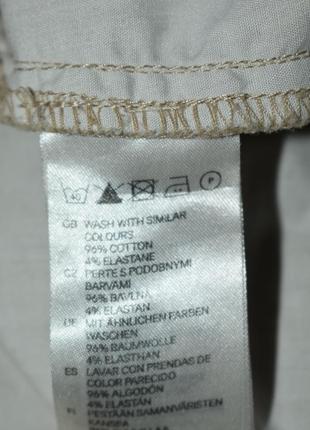 40 P
GB WASH WITH SIMILAR
COLOURS
96% COTTON
4% ELASTANE
CZ PERTE S PODOBNYMI
BARVAMI
96% BAVLNA
4% ELASTAN
DE MIT ÄHNLICHEN FARBEN
WASCHEN
96% BAUMWOLLE
4% ELASTHAN
ES LAVAR CON PRENDAS DE
COLOR PARECIDO
96% ALGODÓN
4% ELASTAN
FI PESTÄÄN SAMANVÄRISTEN
KANSSA